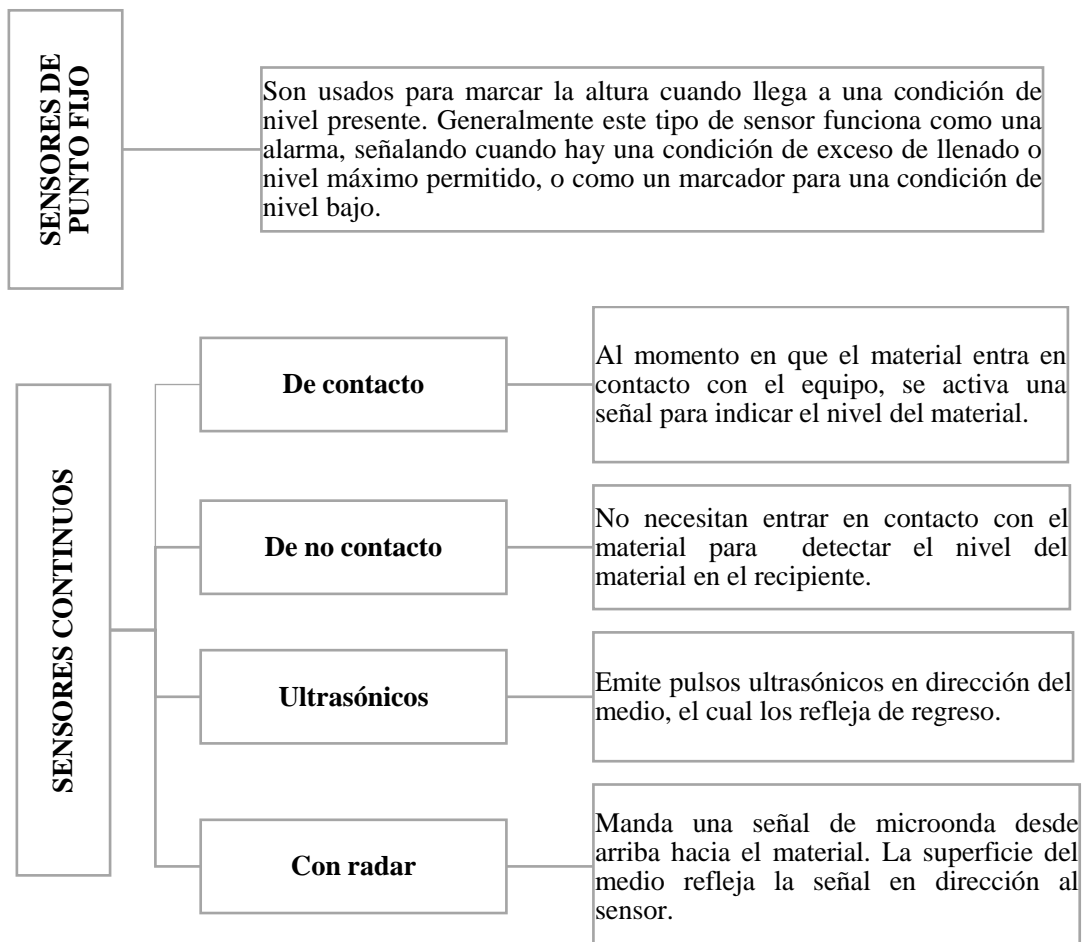 SENSORES DE
PUNTO FIJO
Son usados para marcar la altura cuando llega a una condición de
nivel presente. Generalmente este tipo de sensor funciona como una
alarma, señalando cuando hay una condición de exceso de llenado o
nivel máximo permitido, o como un marcador para una condición de
nivel bajo.
SENSORES CONTINUOS
De contacto
Al momento en que el material entra en
contacto con el equipo, se activa una
señal para indicar el nivel del material.
De no contacto
No necesitan entrar en contacto con el
material para detectar el nivel del
material en el recipiente.
Ultrasónicos
Emite pulsos ultrasónicos en dirección del
medio, el cual los refleja de regreso.
Con radar
Manda una señal de microonda desde
arriba hacia el material. La superficie del
medio refleja la señal en dirección al
sensor.